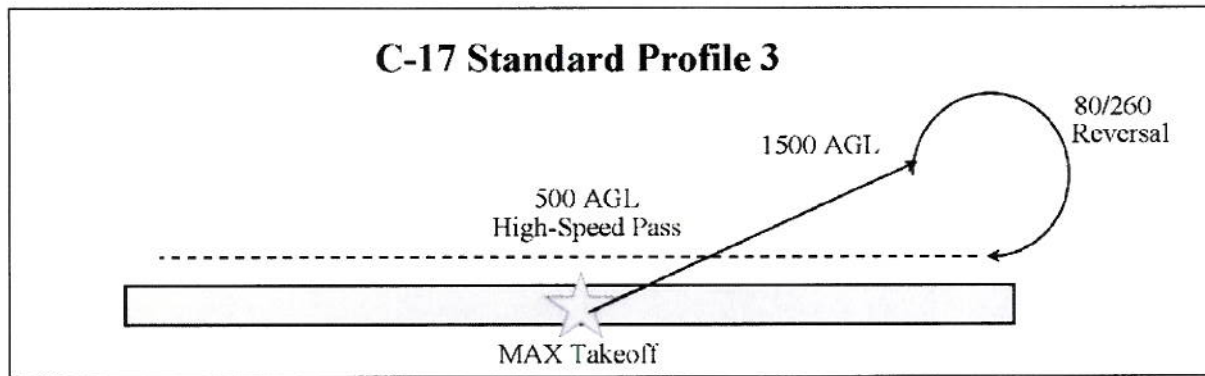 C-17 Standard Profile 3
80/260
Reversal
1500 AGL
500 AGL
High-Speed Pass
MAX Takeoff